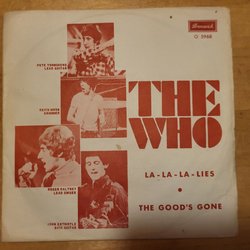 Brunswick
O 5968
PETE TOWNSHEND
LEAD GUITAR
KEITH MOON
DRUMMER
THE
WHO
ROGER DALTREY
LEAD SINGER
LA-LA-LA-LIES
THE GOOD'S GONE
JOHN ENTWISTLE
BASS GUITAR